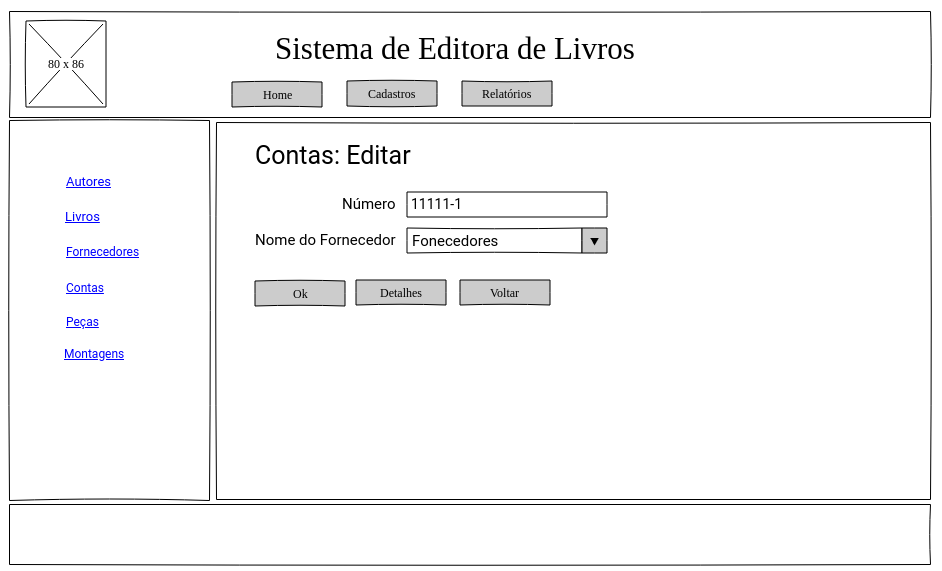 80 x 86
Sistema de Editora de Livros
Home Cadastros Relatórios
Autores
Livros
Fornecedores
Contas
Peças
Montagens
Contas: Editar
Número 11111-1
Nome do Fornecedor Fonecedores
Ok Detalhes Voltar